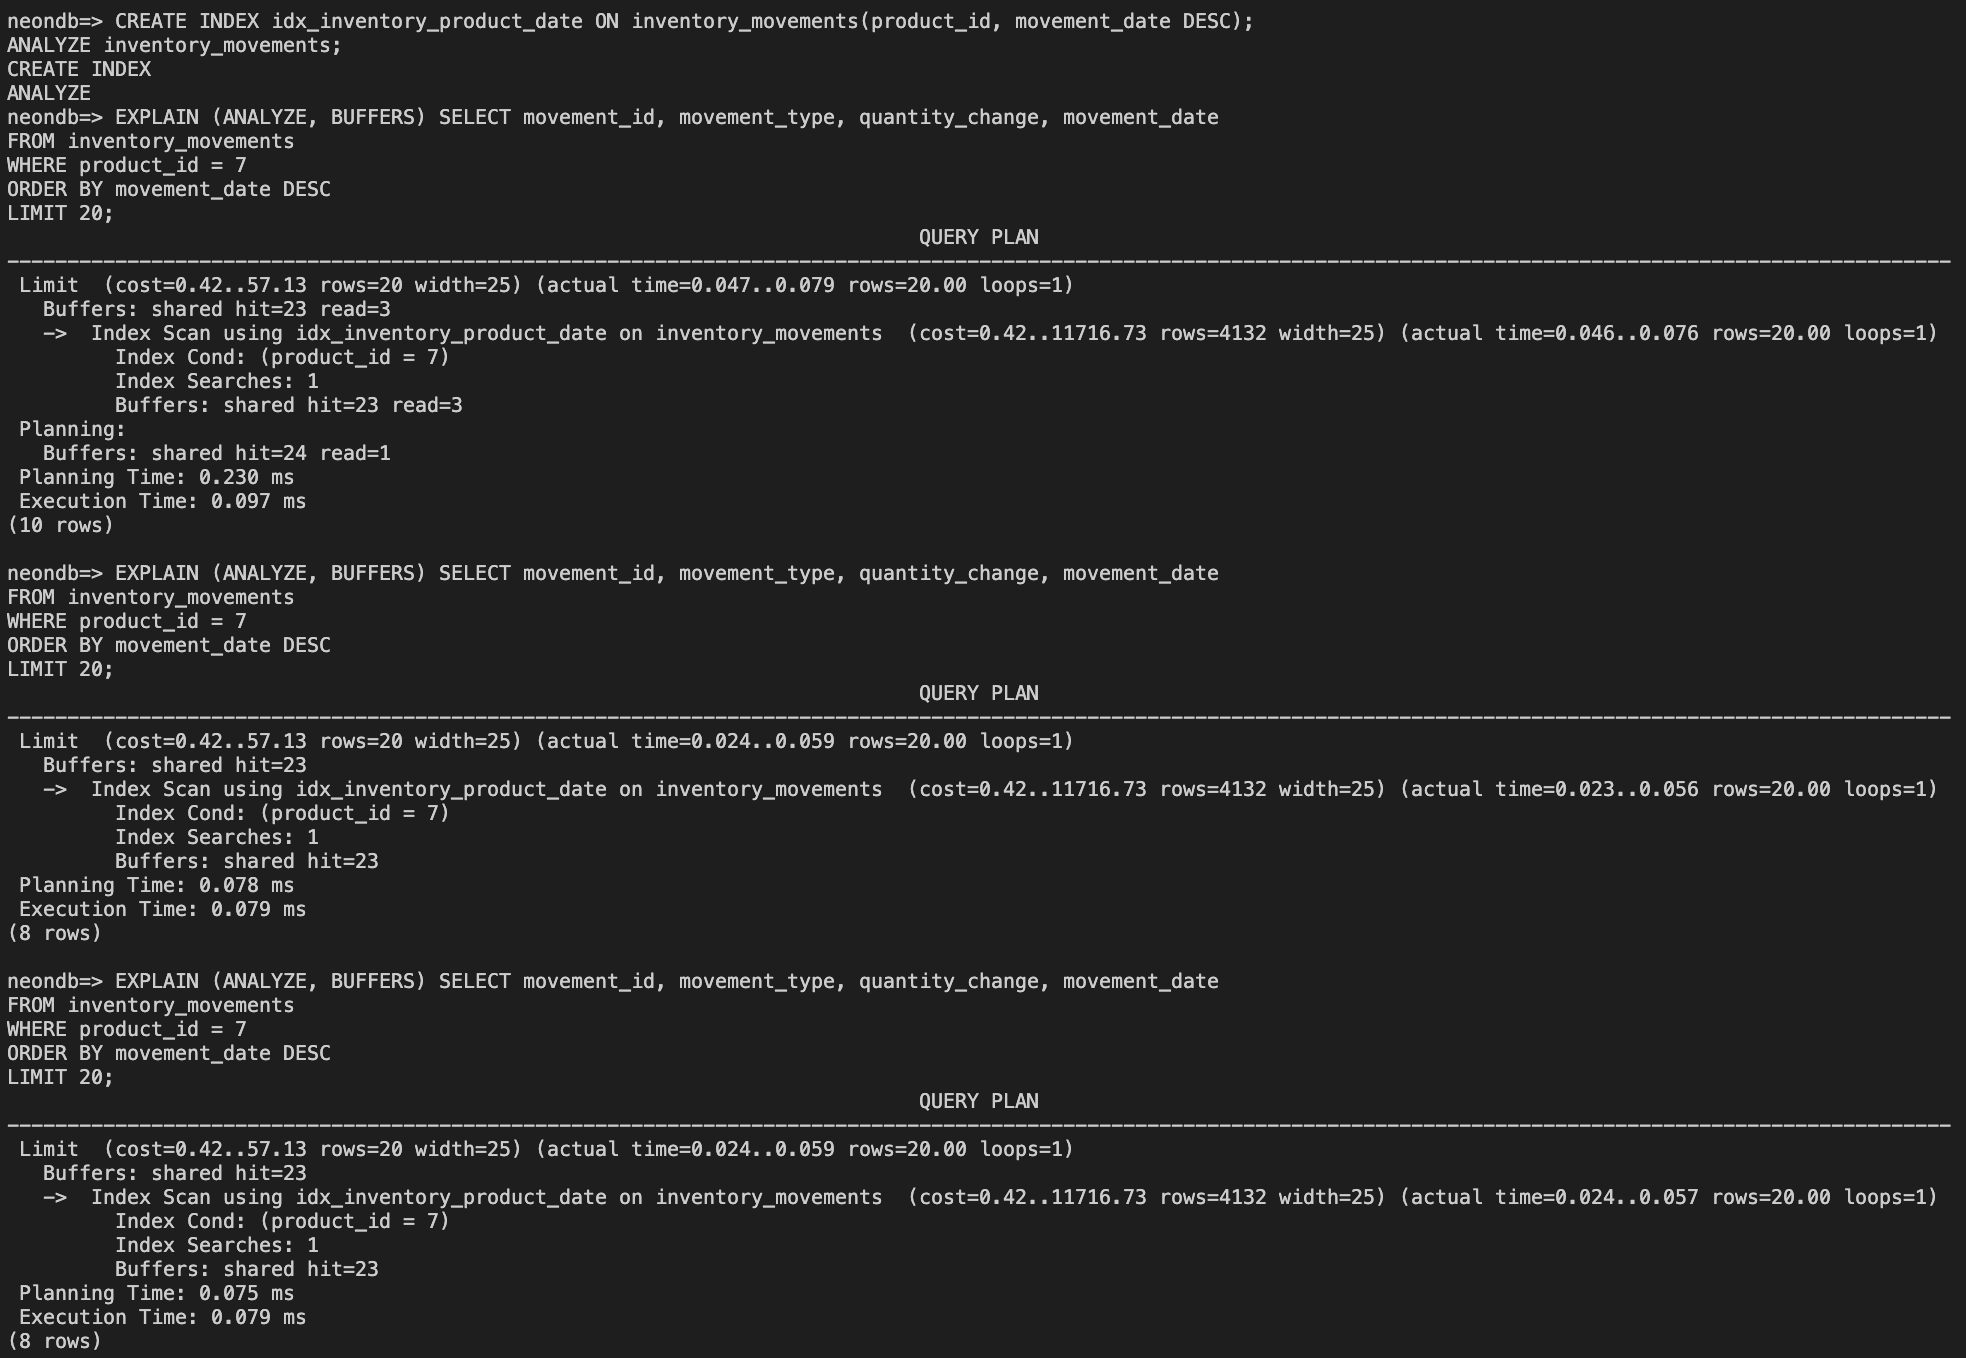 neondb=> CREATE INDEX idx_inventory_product_date ON inventory_movements(product_id, movement_date DESC);
ANALYZE inventory_movements;
CREATE INDEX
ANALYZE
neondb=> EXPLAIN (ANALYZE, BUFFERS) SELECT movement_id, movement_type, quantity_change, movement_date
FROM inventory_movements
WHERE product_id = 7
ORDER BY movement_date DESC
LIMIT 20;
QUERY PLAN
------------------------------------------------------------------------------------------------------------------------------------------------------------------
 Limit  (cost=0.42..57.13 rows=20 width=25) (actual time=0.047..0.079 rows=20.00 loops=1)
   Buffers: shared hit=23 read=3
   ->  Index Scan using idx_inventory_product_date on inventory_movements  (cost=0.42..11716.73 rows=4132 width=25) (actual time=0.046..0.076 rows=20.00 loops=1)
         Index Cond: (product_id = 7)
         Index Searches: 1
         Buffers: shared hit=23 read=3
 Planning:
   Buffers: shared hit=24 read=1
 Planning Time: 0.230 ms
 Execution Time: 0.097 ms
(10 rows)

neondb=> EXPLAIN (ANALYZE, BUFFERS) SELECT movement_id, movement_type, quantity_change, movement_date
FROM inventory_movements
WHERE product_id = 7
ORDER BY movement_date DESC
LIMIT 20;
QUERY PLAN
------------------------------------------------------------------------------------------------------------------------------------------------------------------
 Limit  (cost=0.42..57.13 rows=20 width=25) (actual time=0.024..0.059 rows=20.00 loops=1)
   Buffers: shared hit=23
   ->  Index Scan using idx_inventory_product_date on inventory_movements  (cost=0.42..11716.73 rows=4132 width=25) (actual time=0.023..0.056 rows=20.00 loops=1)
         Index Cond: (product_id = 7)
         Index Searches: 1
         Buffers: shared hit=23
 Planning Time: 0.078 ms
 Execution Time: 0.079 ms
(8 rows)

neondb=> EXPLAIN (ANALYZE, BUFFERS) SELECT movement_id, movement_type, quantity_change, movement_date
FROM inventory_movements
WHERE product_id = 7
ORDER BY movement_date DESC
LIMIT 20;
QUERY PLAN
------------------------------------------------------------------------------------------------------------------------------------------------------------------
 Limit  (cost=0.42..57.13 rows=20 width=25) (actual time=0.024..0.059 rows=20.00 loops=1)
   Buffers: shared hit=23
   ->  Index Scan using idx_inventory_product_date on inventory_movements  (cost=0.42..11716.73 rows=4132 width=25) (actual time=0.024..0.057 rows=20.00 loops=1)
         Index Cond: (product_id = 7)
         Index Searches: 1
         Buffers: shared hit=23
 Planning Time: 0.075 ms
 Execution Time: 0.079 ms
(8 rows)